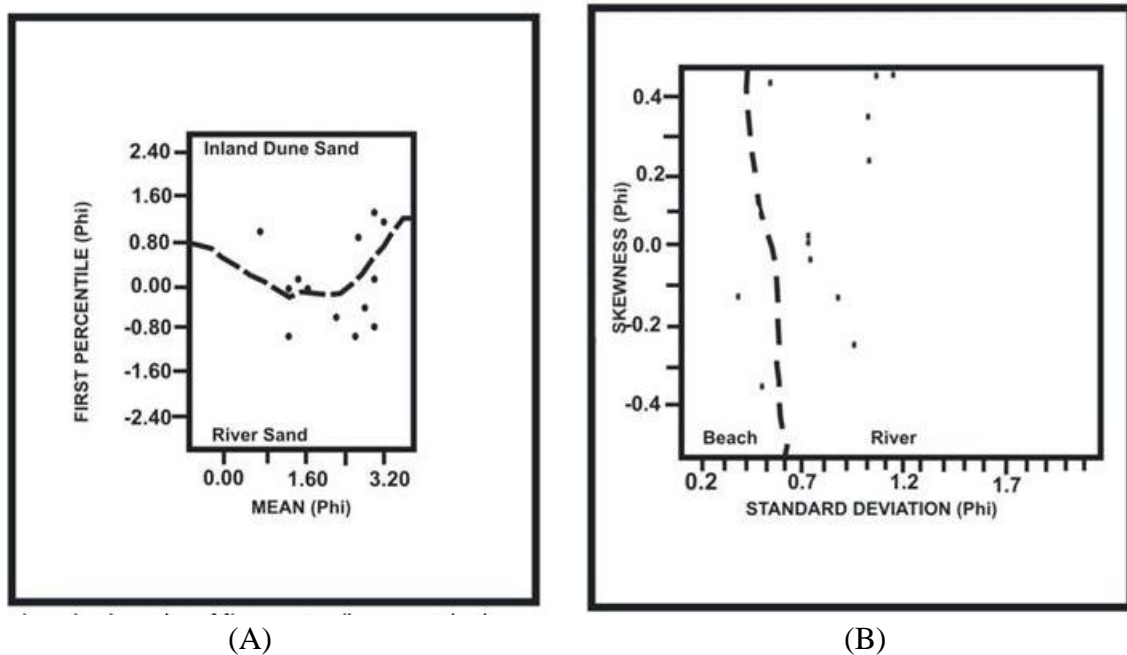 2.40
1.60
0.80
0.00
-0.80
-1.60
-2.40
FIRST PERCENTILE (Phi)
Inland Dune Sand
River Sand
0.00 1.60 3.20
MEAN (Phi)
(A)
0.4
0.2
0.0
-0.2
-0.4
SKEWNESS (Phi)
Beach River
0.2 0.7 1.2 1.7
STANDARD DEVIATION (Phi)
(B)